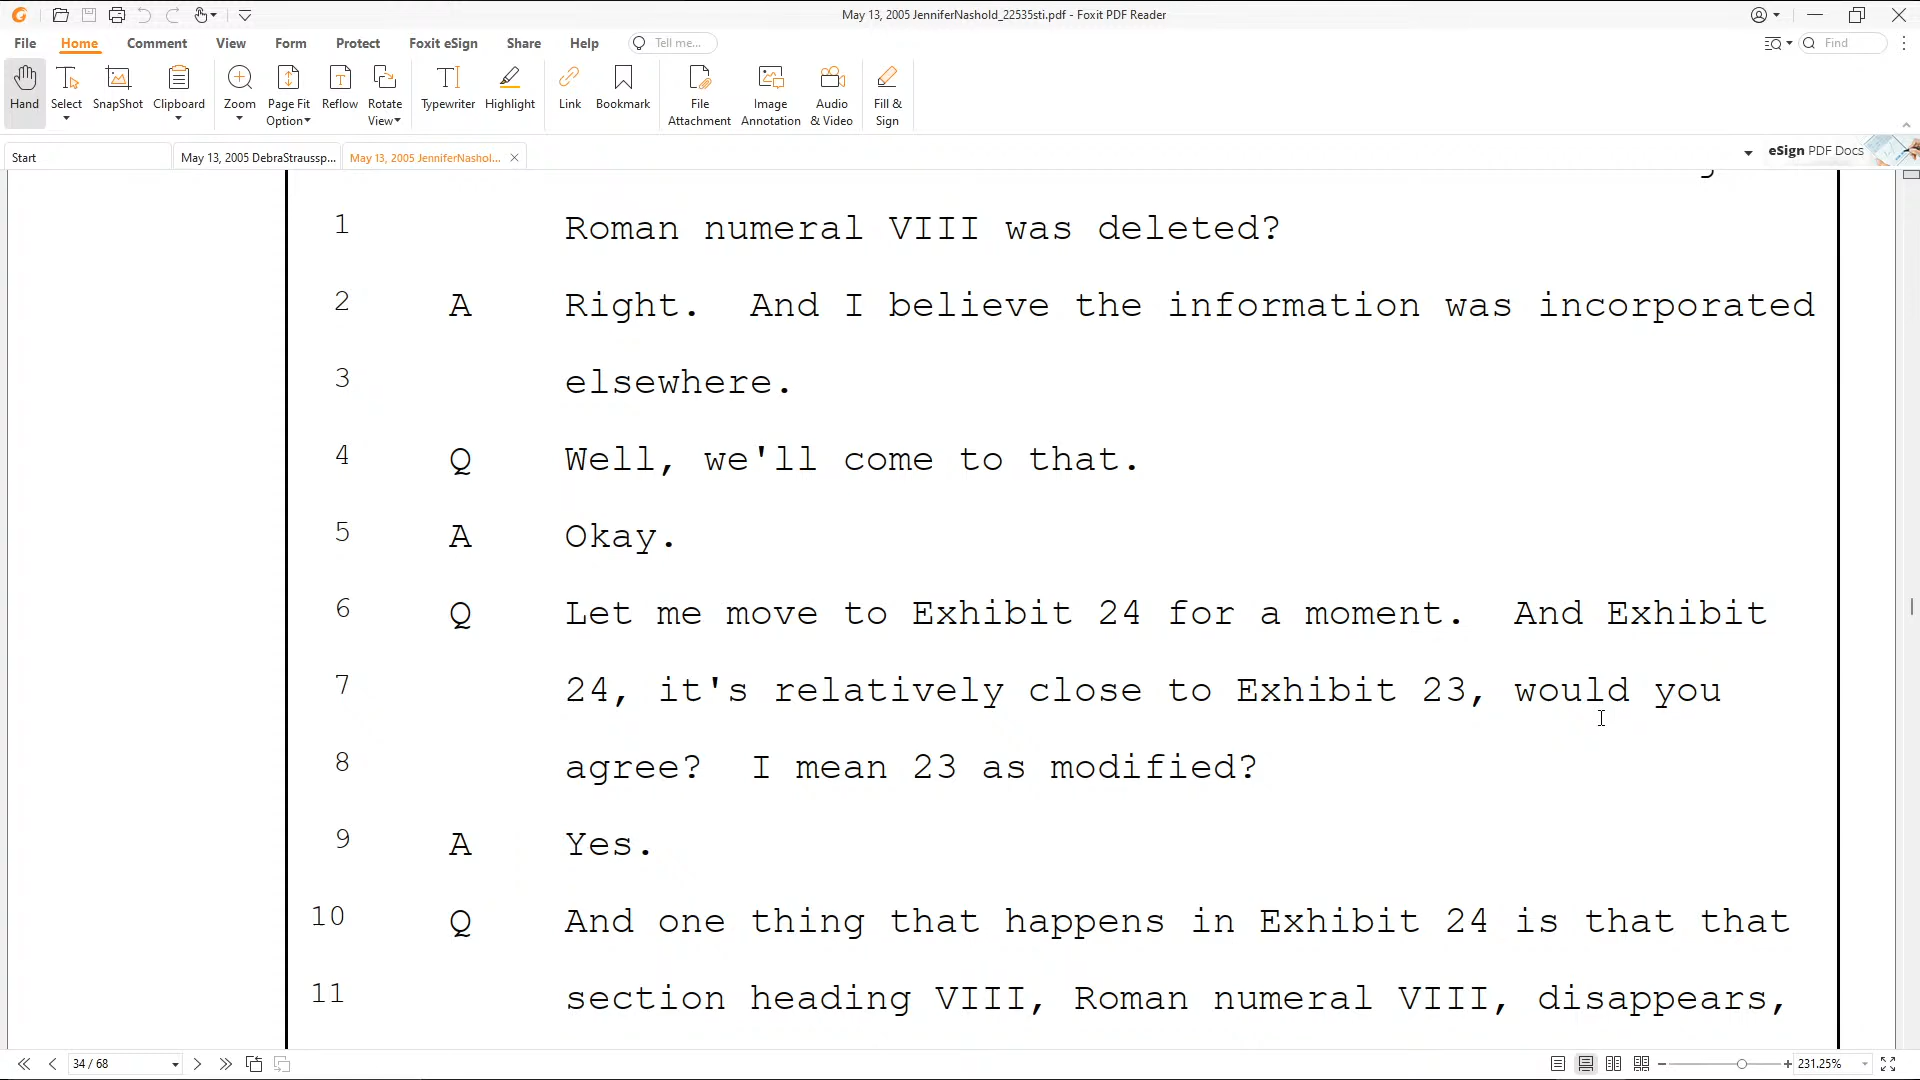 May 13, 2005 JenniferNashold_22535sti.pdf - Foxit PDF Reader
File Home Comment View Form Protect Foxit eSign Share Help Tell me... Find
Hand Select SnapShot Clipboard Zoom Page Fit Option Reflow Rotate View Typewriter Highlight Link Bookmark File Attachment Image Annotation Audio & Video Fill & Sign
Start May 13, 2005 DebraStraussp... May 13, 2005 JenniferNashol... eSign PDF Docs
1 Roman numeral VIII was deleted?
2 A Right. And I believe the information was incorporated
3 elsewhere.
4 Q Well, we'll come to that.
5 A Okay.
6 Q Let me move to Exhibit 24 for a moment. And Exhibit
7 24, it's relatively close to Exhibit 23, would you
8 agree? I mean 23 as modified?
9 A Yes.
10 Q And one thing that happens in Exhibit 24 is that that
11 section heading VIII, Roman numeral VIII, disappears,
34 / 68 231.25%